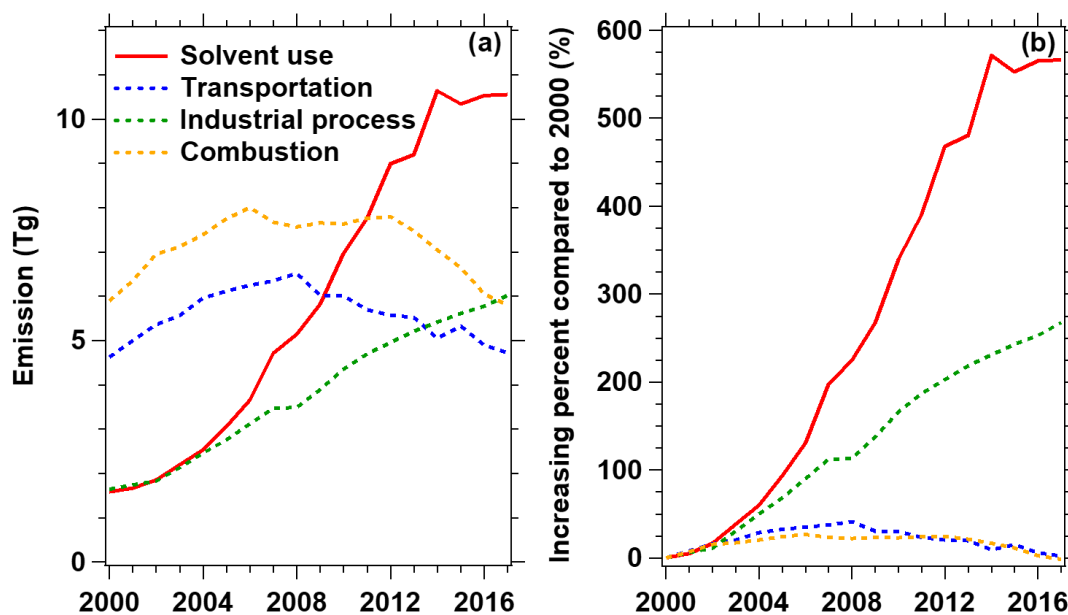 (a)
Solvent use
Transportation
Industrial process
Combustion
Emission (Tg)
10
5
0
2000 2004 2008 2012 2016
(b)
Increasing percent compared to 2000 (%)
600
500
400
300
200
100
0
2000 2004 2008 2012 2016